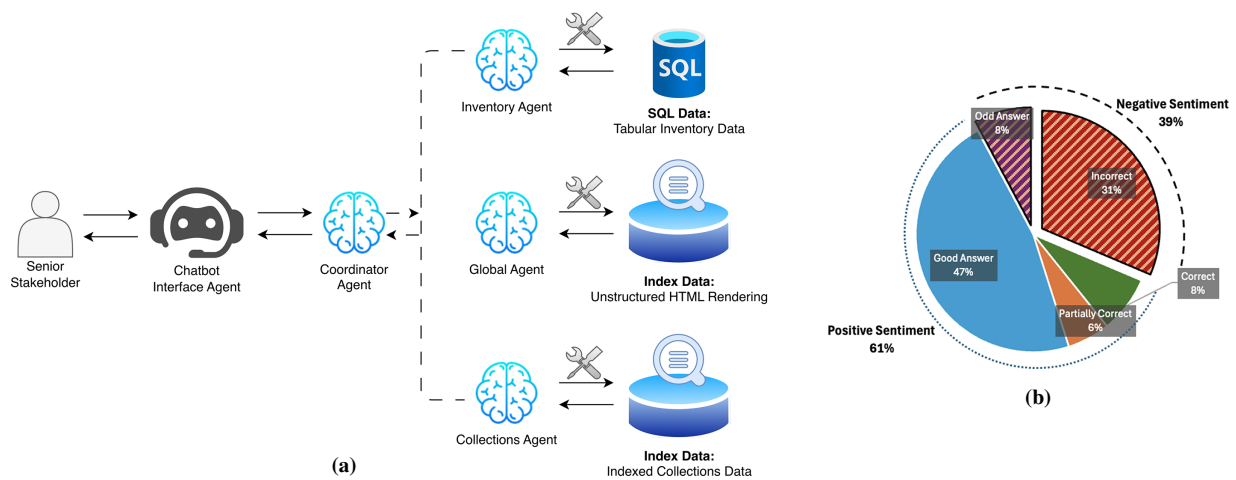 Senior
Stakeholder
Chatbot
Interface Agent
Coordinator
Agent
Inventory Agent
SQL
SQL Data:
Tabular Inventory Data
Global Agent
Index Data:
Unstructured HTML Rendering
Collections Agent
Index Data:
Indexed Collections Data
(a)
Negative Sentiment
39%
Odd Answer
8%
Incorrect
31%
Good Answer
47%
Correct
8%
Partially Correct
6%
Positive Sentiment
61%
(b)